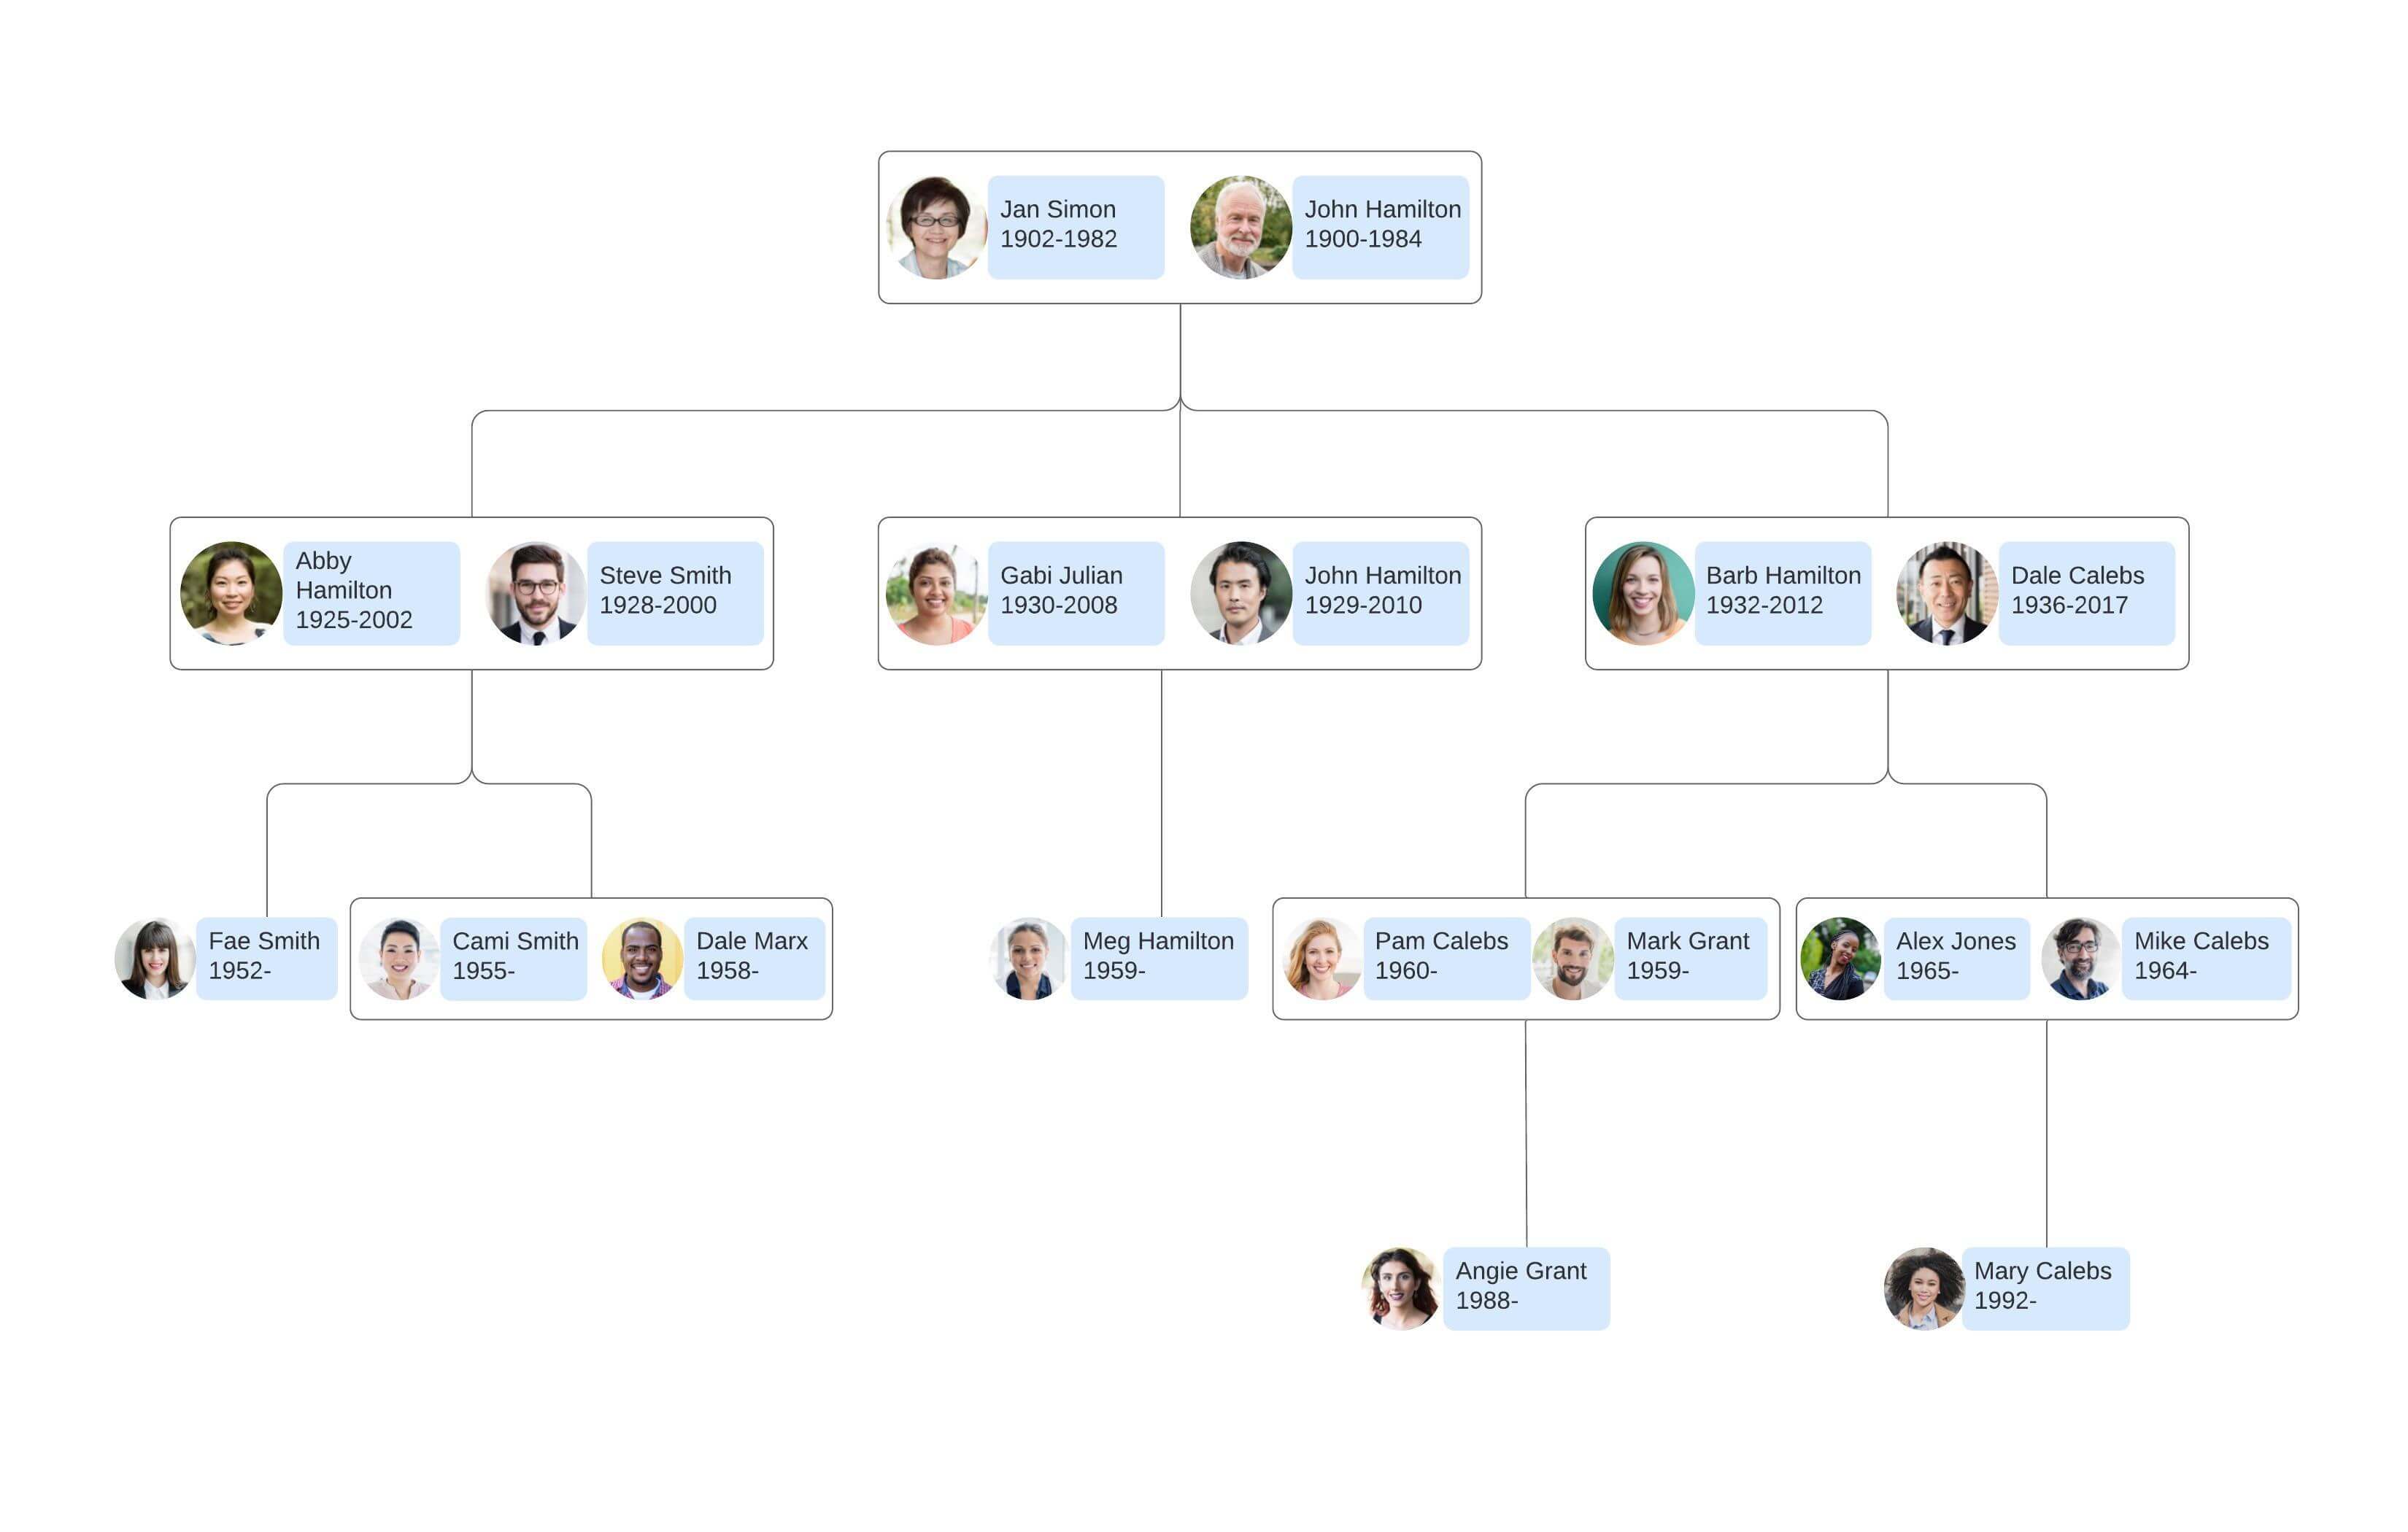 Jan Simon
1902-1982
John Hamilton
1900-1984
Abby
Hamilton
1925-2002
Steve Smith
1928-2000
Gabi Julian
1930-2008
John Hamilton
1929-2010
Barb Hamilton
1932-2012
Dale Calebs
1936-2017
Fae Smith
1952-
Cami Smith
1955-
Dale Marx
1958-
Meg Hamilton
1959-
Pam Calebs
1960-
Mark Grant
1959-
Alex Jones
1965-
Mike Calebs
1964-
Angie Grant
1988-
Mary Calebs
1992-